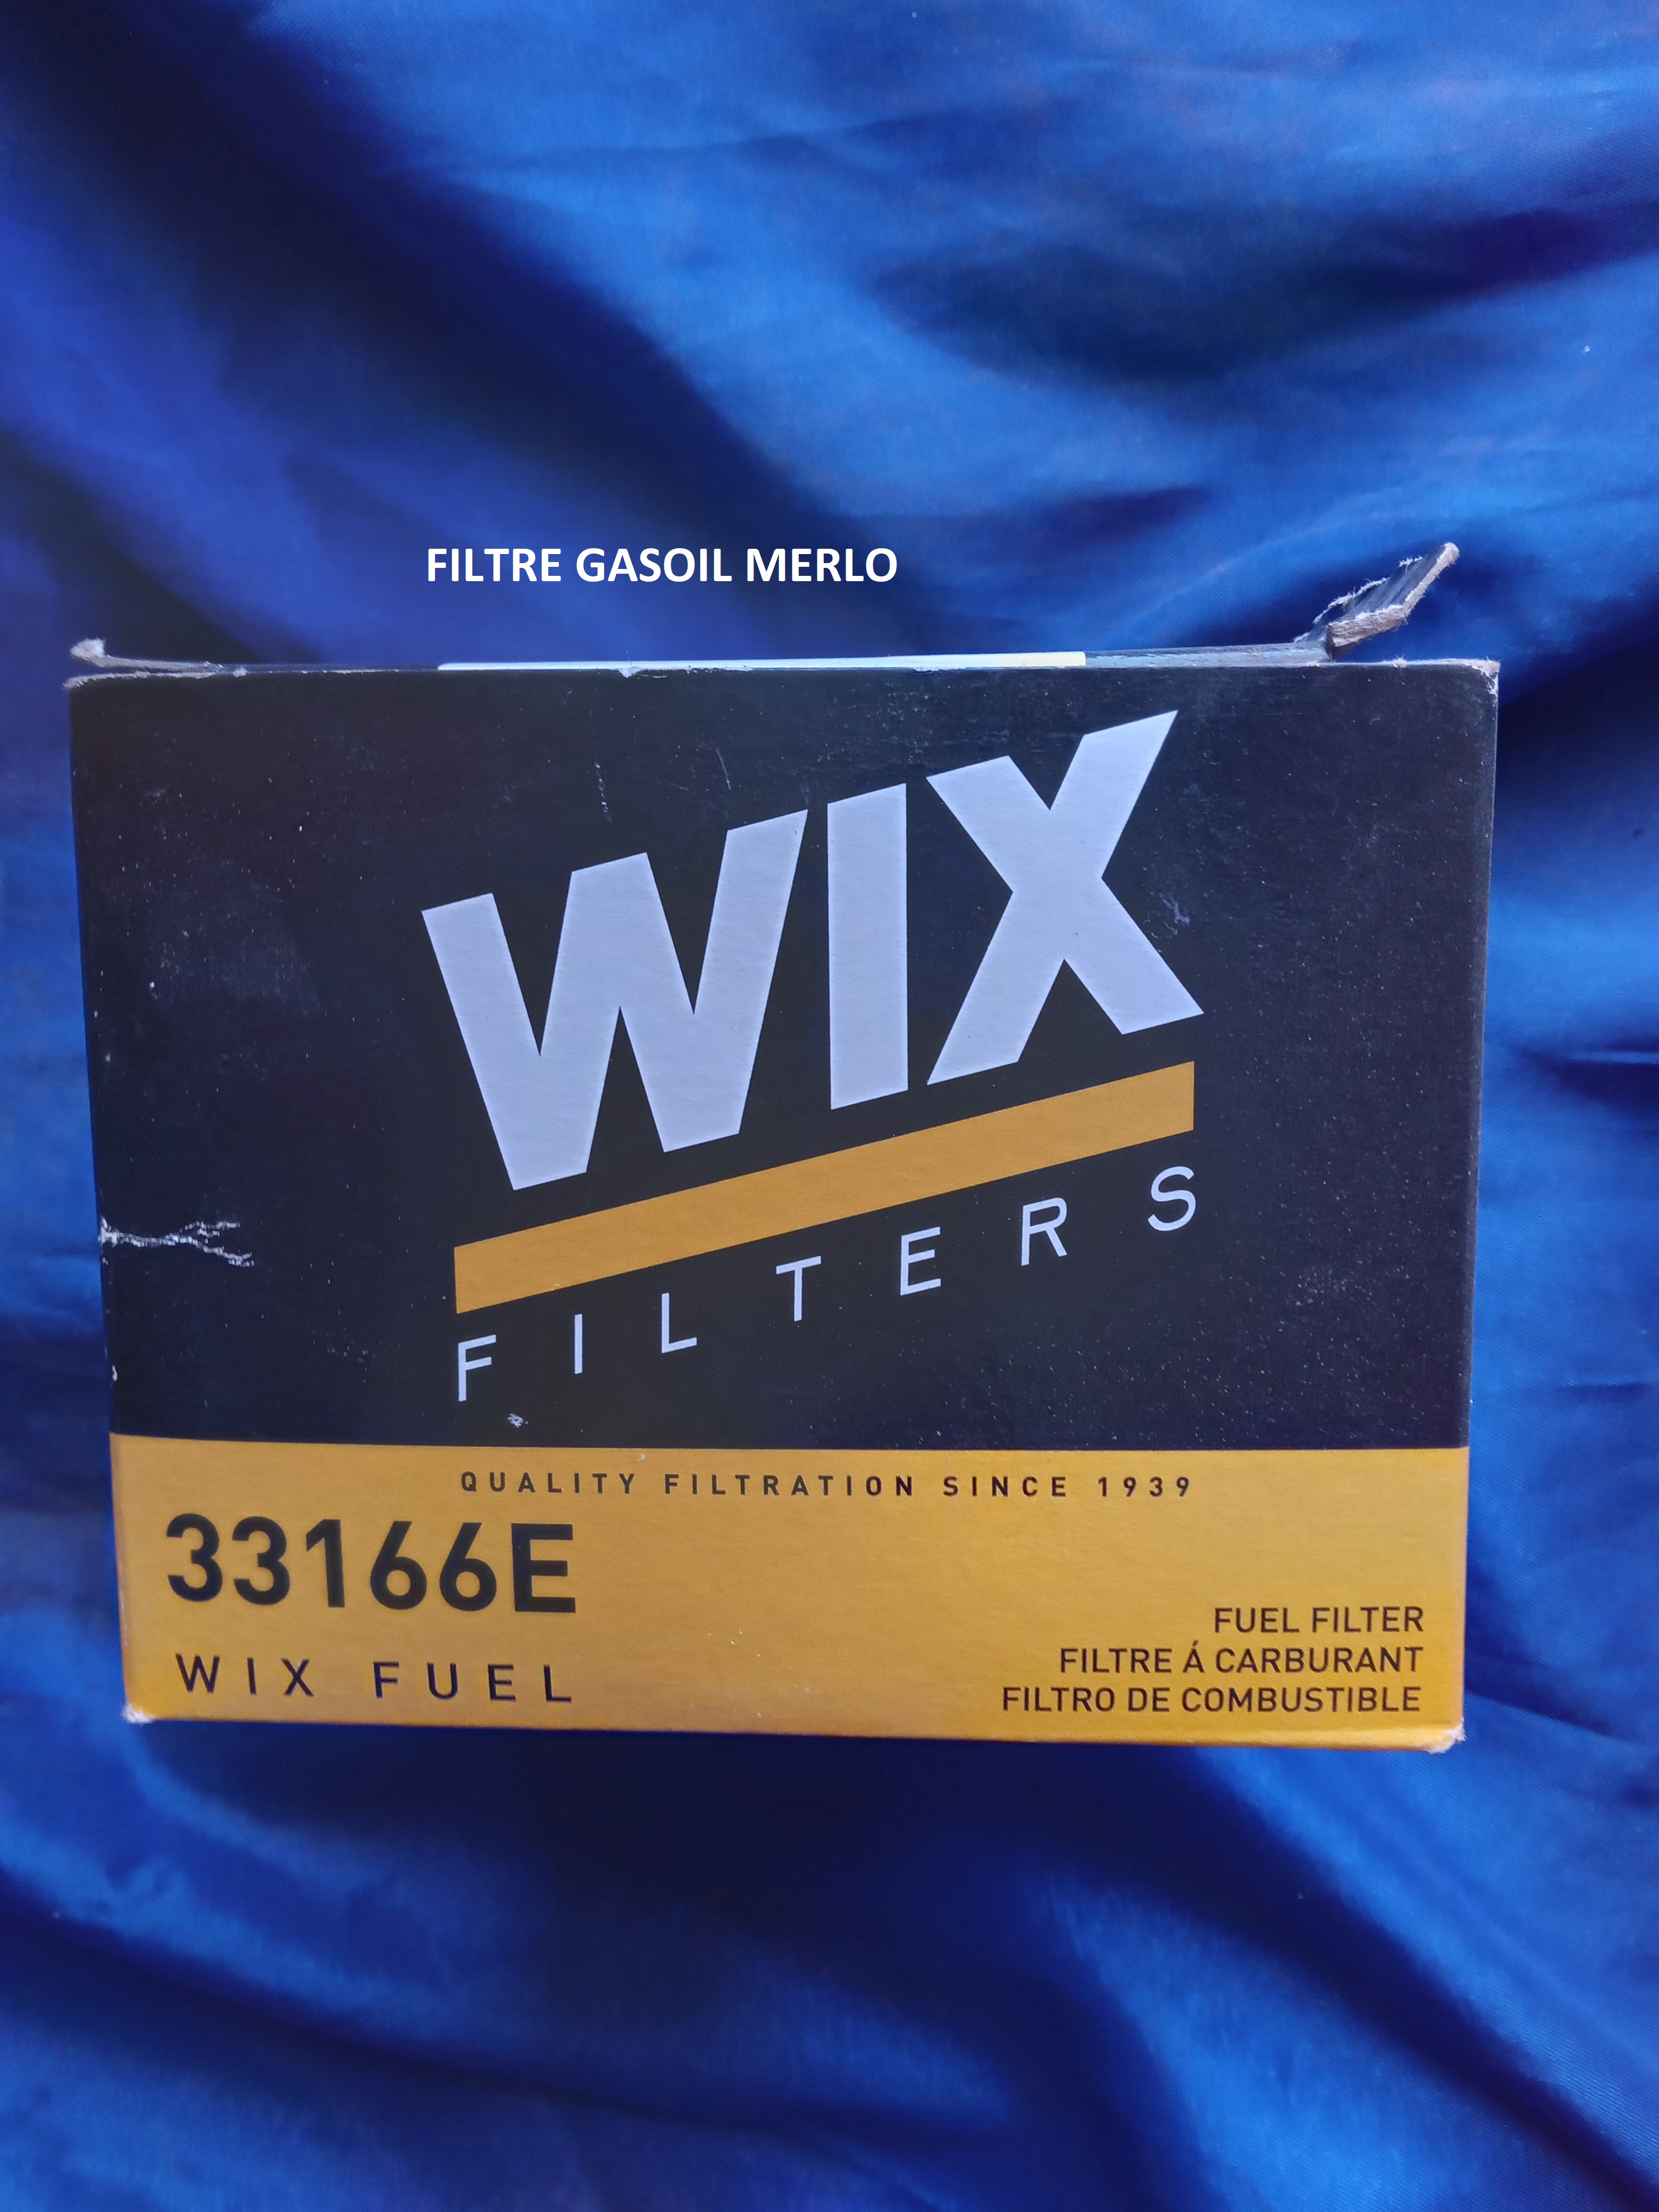 FILTRE GASOIL MERLO
WIX
FILTERS
QUALITY FILTRATION SINCE 1939
33166E
WIX FUEL
FUEL FILTER
FILTRE Á CARBURANT
FILTRO DE COMBUSTIBLE